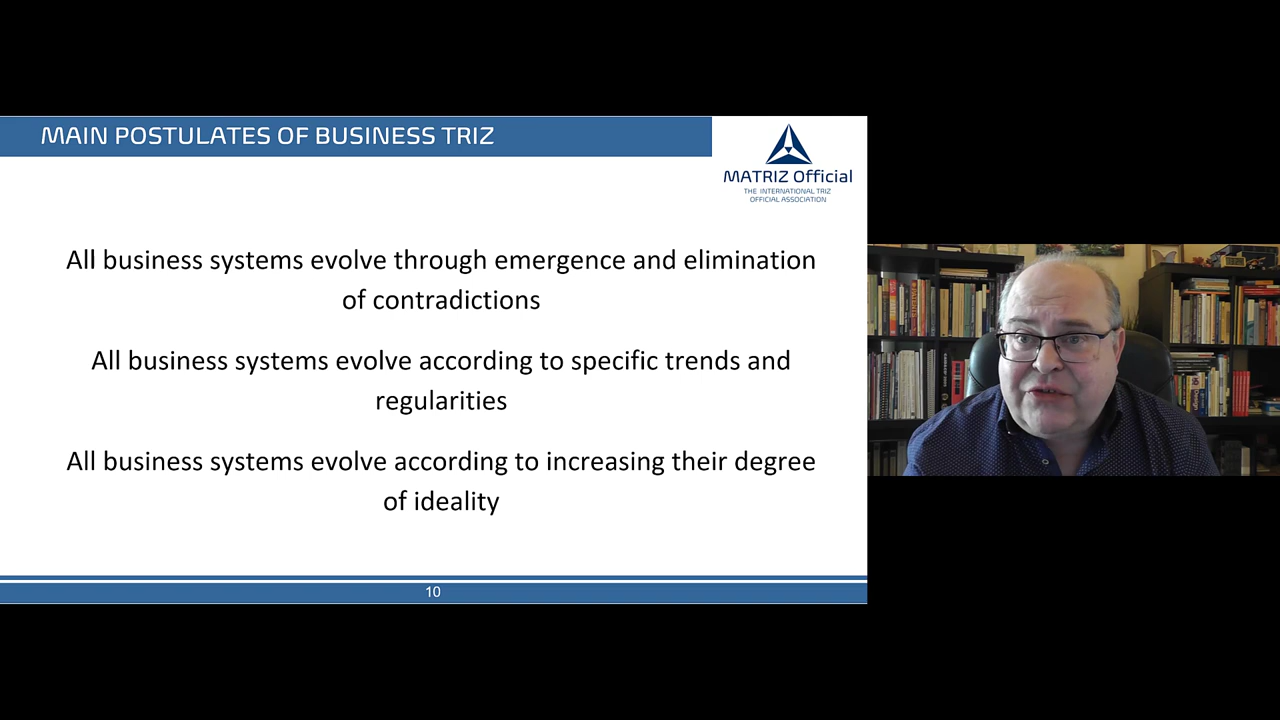 MAIN POSTULATES OF BUSINESS TRIZ
MATRIZ Official
THE INTERNATIONAL TRIZ
OFFICIAL ASSOCIATION
All business systems evolve through emergence and elimination
of contradictions
All business systems evolve according to specific trends and
regularities
All business systems evolve according to increasing their degree
of ideality
10